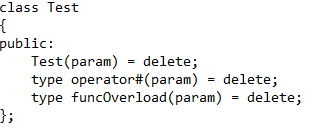 class Test
{
public:
    Test(param) = delete;
    type operator#(param) = delete;
    type funcOverload(param) = delete;
};